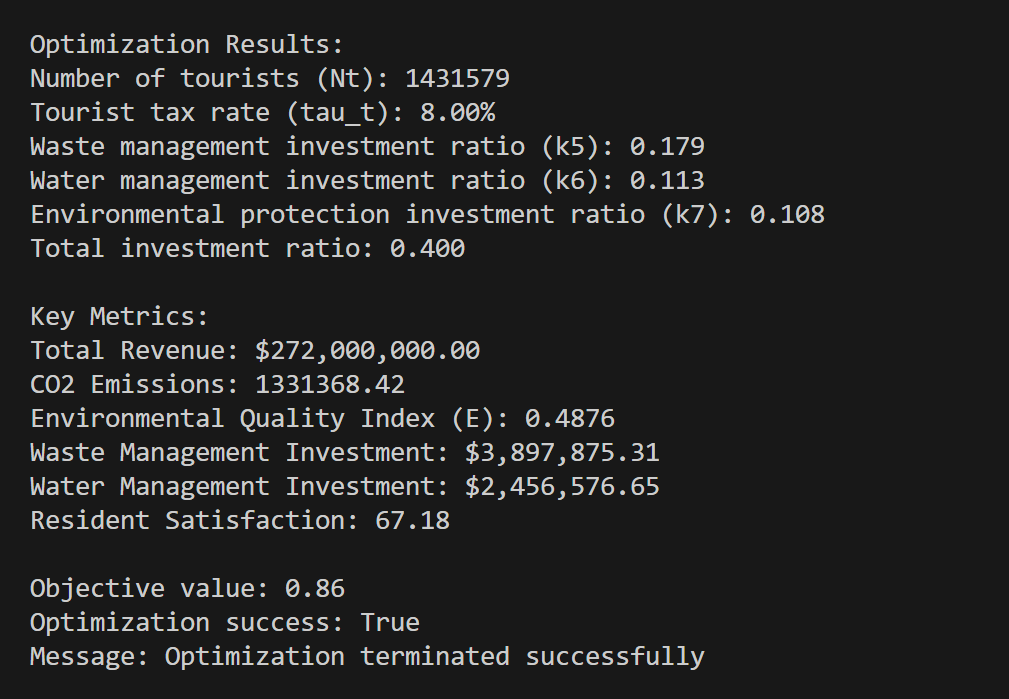 Optimization Results:
Number of tourists (Nt): 1431579
Tourist tax rate (tau_t): 8.00%
Waste management investment ratio (k5): 0.179
Water management investment ratio (k6): 0.113
Environmental protection investment ratio (k7): 0.108
Total investment ratio: 0.400
Key Metrics:
Total Revenue: $272,000,000.00
CO2 Emissions: 1331368.42
Environmental Quality Index (E): 0.4876
Waste Management Investment: $3,897,875.31
Water Management Investment: $2,456,576.65
Resident Satisfaction: 67.18
Objective value: 0.86
Optimization success: True
Message: Optimization terminated successfully